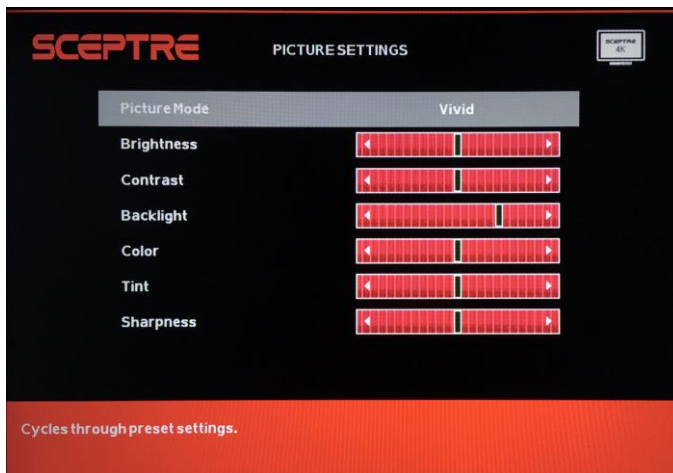 SCEPTRE
PICTURE SETTINGS
SCEPTRE
4K
Picture Mode Vivid
Brightness
Contrast
Backlight
Color
Tint
Sharpness
Cycles through preset settings.